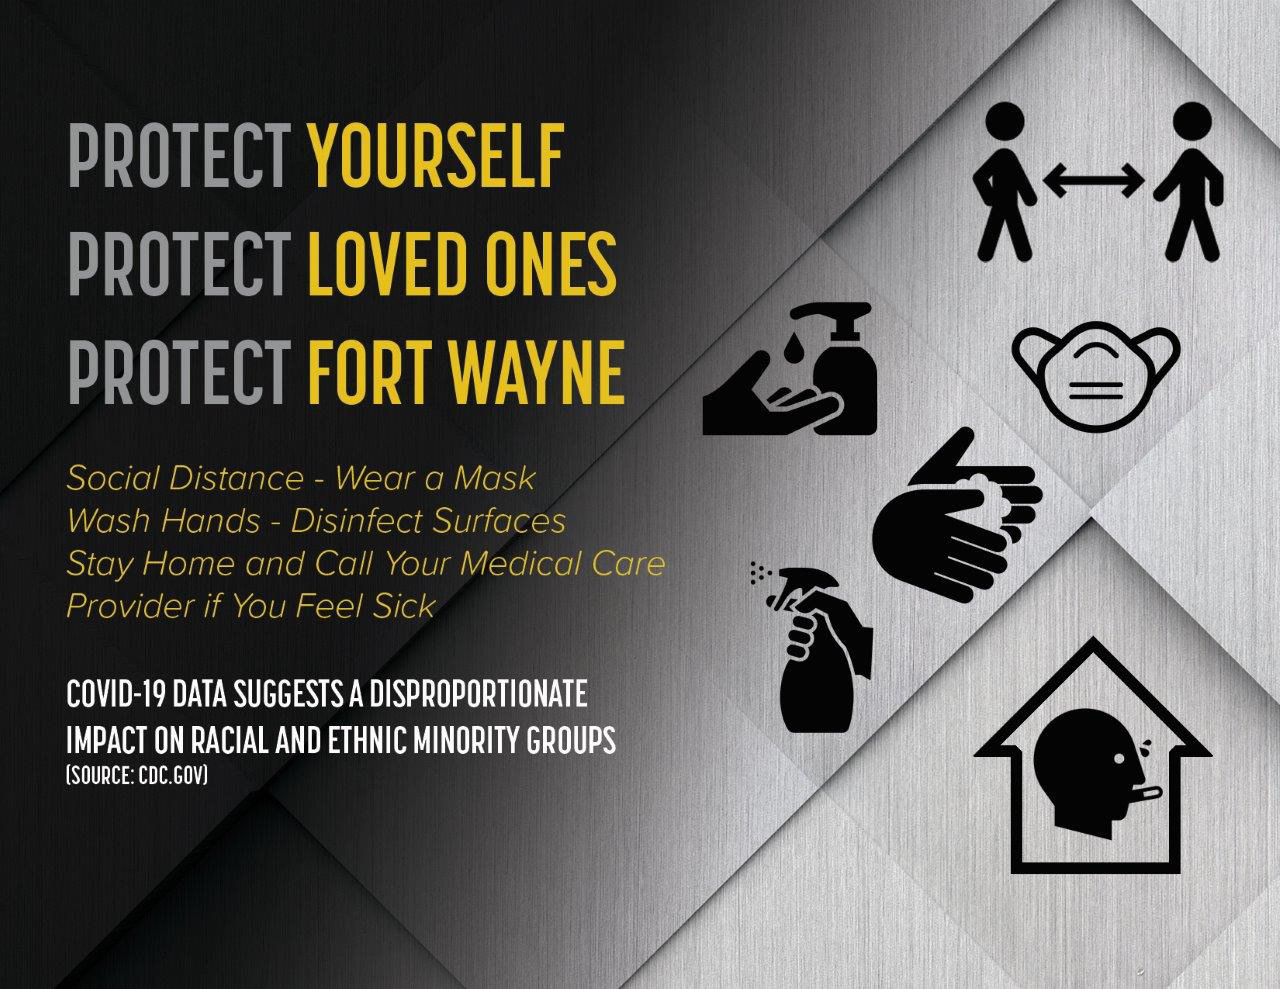 PROTECT YOURSELF
PROTECT LOVED ONES
PROTECT FORT WAYNE
Social Distance - Wear a Mask
Wash Hands - Disinfect Surfaces
Stay Home and Call Your Medical Care
Provider if You Feel Sick
COVID-19 DATA SUGGESTS A DISPROPORTIONATE
IMPACT ON RACIAL AND ETHNIC MINORITY GROUPS
(SOURCE: CDC.GOV)